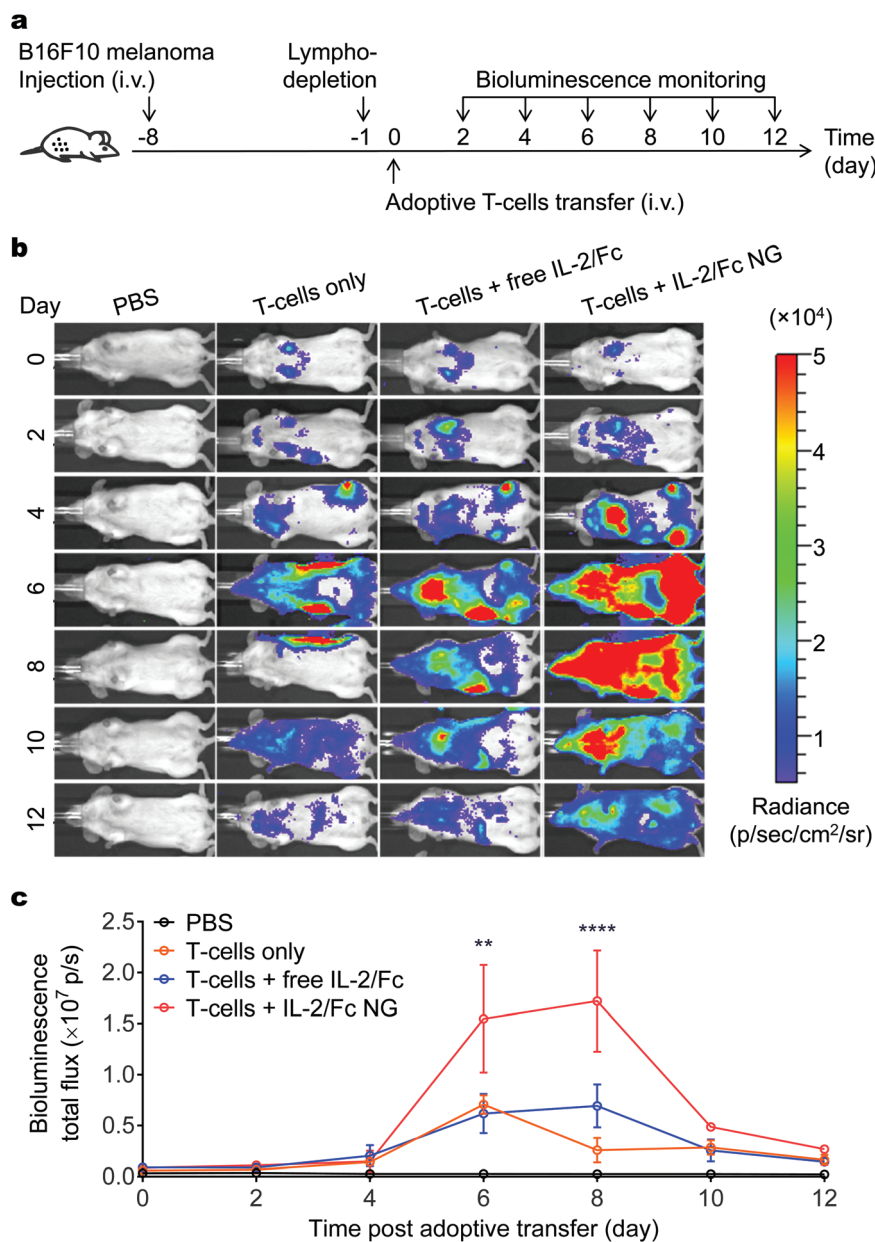 a
B16F10 melanoma
Injection (i.v.)
Lympho-
depletion
Bioluminescence monitoring
-8
-1
0
2
4
6
8
10
12
Time
(day)
Adoptive T-cells transfer (i.v.)
b
Day
PBS
T-cells only
T-cells + free IL-2/Fc
T-cells + IL-2/Fc NG
0
2
4
6
8
10
12
(×10⁴)
5
4
3
2
1
Radiance
(p/sec/cm²/sr)
c
PBS
T-cells only
T-cells + free IL-2/Fc
T-cells + IL-2/Fc NG
**
****
Bioluminescence
total flux (×10⁷ p/s)
2.5
2.0
1.5
1.0
0.5
0.0
0
2
4
6
8
10
12
Time post adoptive transfer (day)